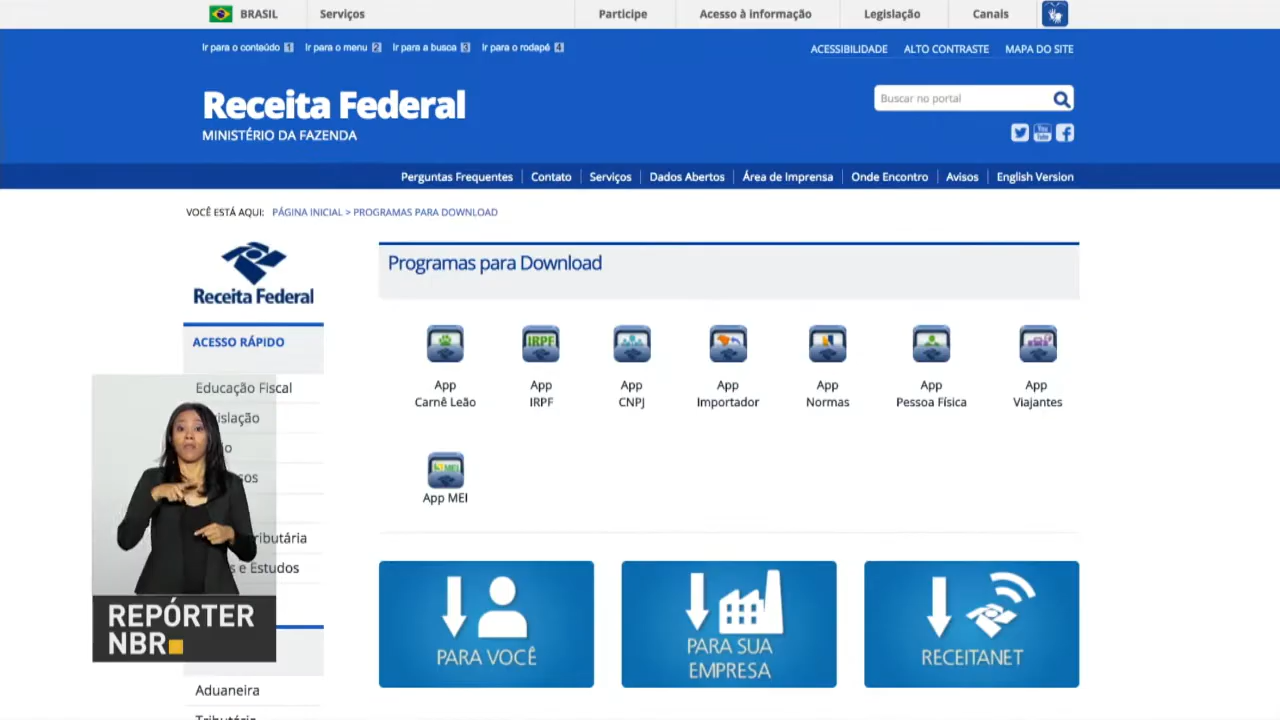 BRASIL
Serviços
Participe
Acesso à informação
Legislação
Canais
Ir para o conteúdo 1
Ir para o menu 2
Ir para a busca 3
Ir para o rodapé 4
ACESSIBILIDADE
ALTO CONTRASTE
MAPA DO SITE
Receita Federal
MINISTÉRIO DA FAZENDA
Buscar no portal
You Tube
Perguntas Frequentes
Contato
Serviços
Dados Abertos
Área de Imprensa
Onde Encontro
Avisos
English Version
VOCÊ ESTÁ AQUI: PÁGINA INICIAL > PROGRAMAS PARA DOWNLOAD
Receita Federal
ACESSO RÁPIDO
Educação Fiscal
islação
o
sos
ributária
s e Estudos
Aduaneira
Programas para Download
IRPF
App
Carnê Leão
App
IRPF
App
CNPJ
App
Importador
App
Normas
App
Pessoa Física
App
Viajantes
MEI
App MEI
PARA VOCÊ
PARA SUA
EMPRESA
RECEITANET
REPÓRTER
NBR